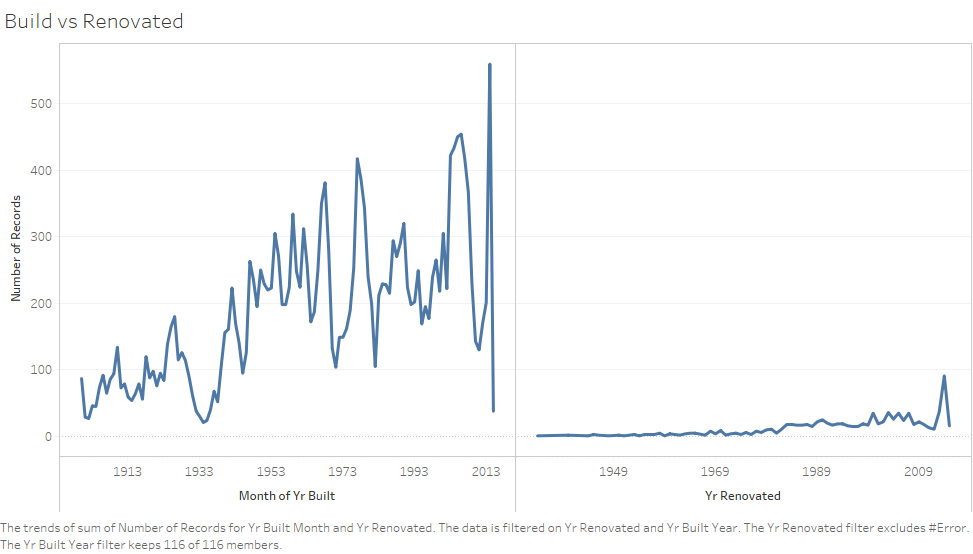 Build vs Renovated
Number of Records
500
400
300
200
100
0
1913 1933 1953 1973 1993 2013
1949 1969 1989 2009
Month of Yr Built
Yr Renovated
The trends of sum of Number of Records for Yr Built Month and Yr Renovated. The data is filtered on Yr Renovated and Yr Built Year. The Yr Renovated filter excludes #Error.
The Yr Built Year filter keeps 116 of 116 members.